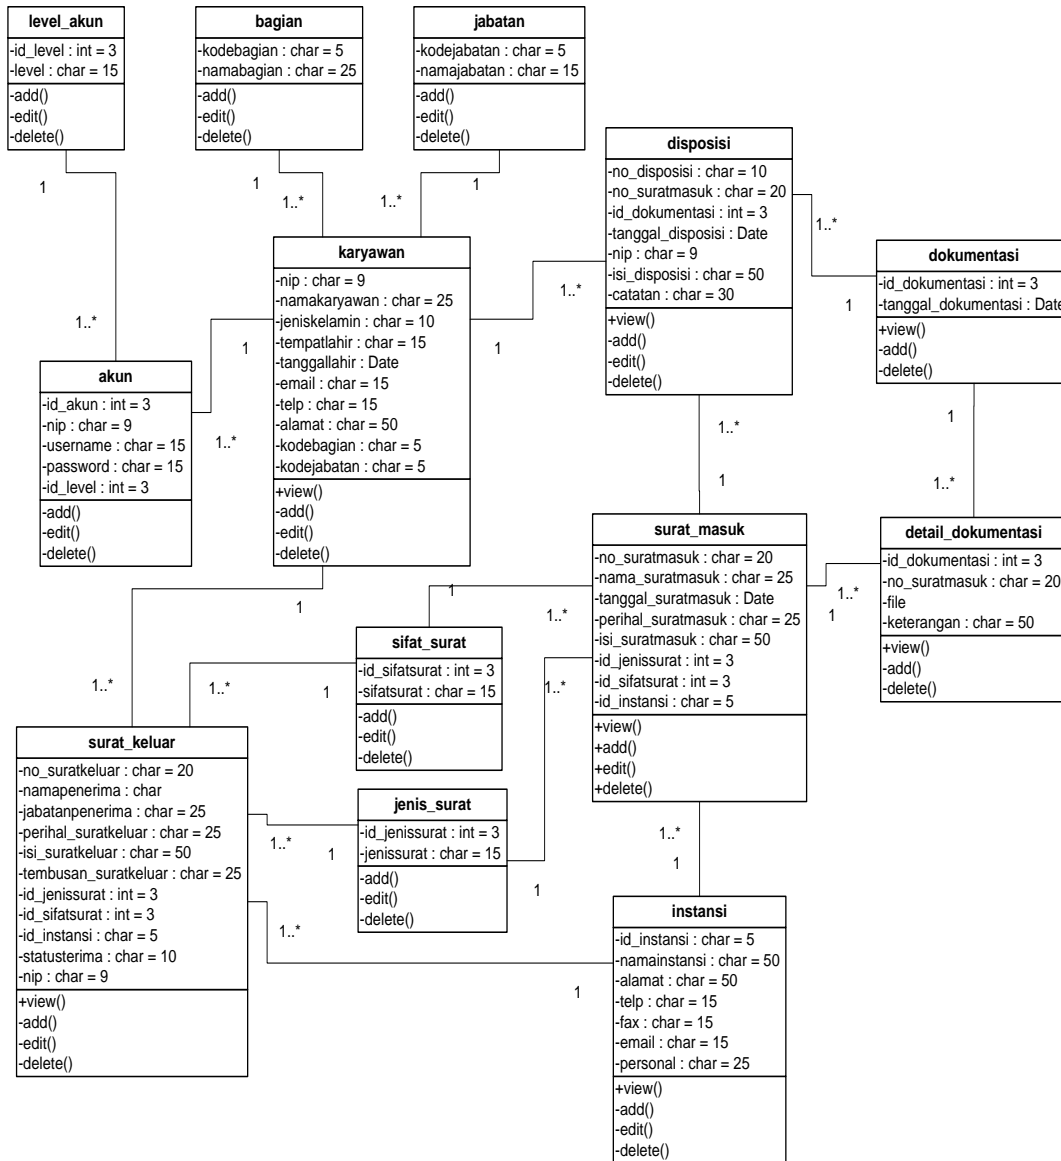 level_akun
-id_level : int = 3
-level : char = 15
-add()
-edit()
-delete()
bagian
-kodebagian : char = 5
-namabagian : char = 25
-add()
-edit()
-delete()
jabatan
-kodejabatan : char = 5
-namajabatan : char = 15
-add()
-edit()
-delete()
disposisi
-no_disposisi : char = 10
-no_suratmasuk : char = 20
-id_dokumentasi : int = 3
-tanggal_disposisi : Date
-nip : char = 9
-isi_disposisi : char = 50
-catatan : char = 30
+view()
-add()
-edit()
-delete()
1
1
1..*
1
1..*
1..*
karyawan
-nip : char = 9
-namakaryawan : char = 25
-jeniskelamin : char = 10
-tempatlahir : char = 15
-tanggallahir : Date
-email : char = 15
-telp : char = 15
-alamat : char = 50
-kodebagian : char = 5
-kodejabatan : char = 5
+view()
-add()
-edit()
-delete()
dokumentasi
-id_dokumentasi : int = 3
-tanggal_dokumentasi : Date
+view()
-add()
-delete()
1..*
1
1..*
1
1
akun
-id_akun : int = 3
-nip : char = 9
-username : char = 15
-password : char = 15
-id_level : int = 3
-add()
-edit()
-delete()
1..*
1..*
1
1
1..*
surat_masuk
-no_suratmasuk : char = 20
-nama_suratmasuk : char = 25
-tanggal_suratmasuk : Date
-perihal_suratmasuk : char = 25
-isi_suratmasuk : char = 50
-id_jenissurat : int = 3
-id_sifatsurat : int = 3
-id_instansi : char = 5
+view()
+add()
+edit()
+delete()
detail_dokumentasi
-id_dokumentasi : int = 3
-no_suratmasuk : char = 20
-file
-keterangan : char = 50
+view()
-add()
-delete()
1
1
1..*
1..*
1
sifat_surat
-id_sifatsurat : int = 3
-sifatsurat : char = 15
-add()
-edit()
-delete()
1..*
1..*
1
1..*
surat_keluar
-no_suratkeluar : char = 20
-namapenerima : char
-jabatanpenerima : char = 25
-perihal_suratkeluar : char = 25
-isi_suratkeluar : char = 50
-tembusan_suratkeluar : char = 25
-id_jenissurat : int = 3
-id_sifatsurat : int = 3
-id_instansi : char = 5
-statusterima : char = 10
-nip : char = 9
+view()
-add()
-edit()
-delete()
jenis_surat
-id_jenissurat : int = 3
-jenissurat : char = 15
-add()
-edit()
-delete()
1..*
1
1
1..*
1
1..*
1
instansi
-id_instansi : char = 5
-namainstansi : char = 50
-alamat : char = 50
-telp : char = 15
-fax : char = 15
-email : char = 15
-personal : char = 25
+view()
-add()
-edit()
-delete()